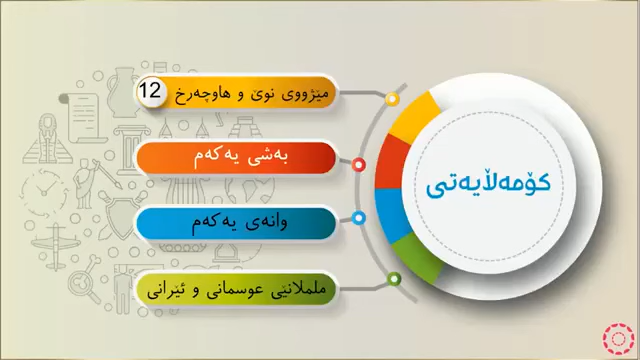 کۆمەڵایەتی
مێژووی نوێ و هاوچەرخ 12
بەشی یەکەم
وانەی یەکەم
ململانێی عوسمانی و ئێرانی